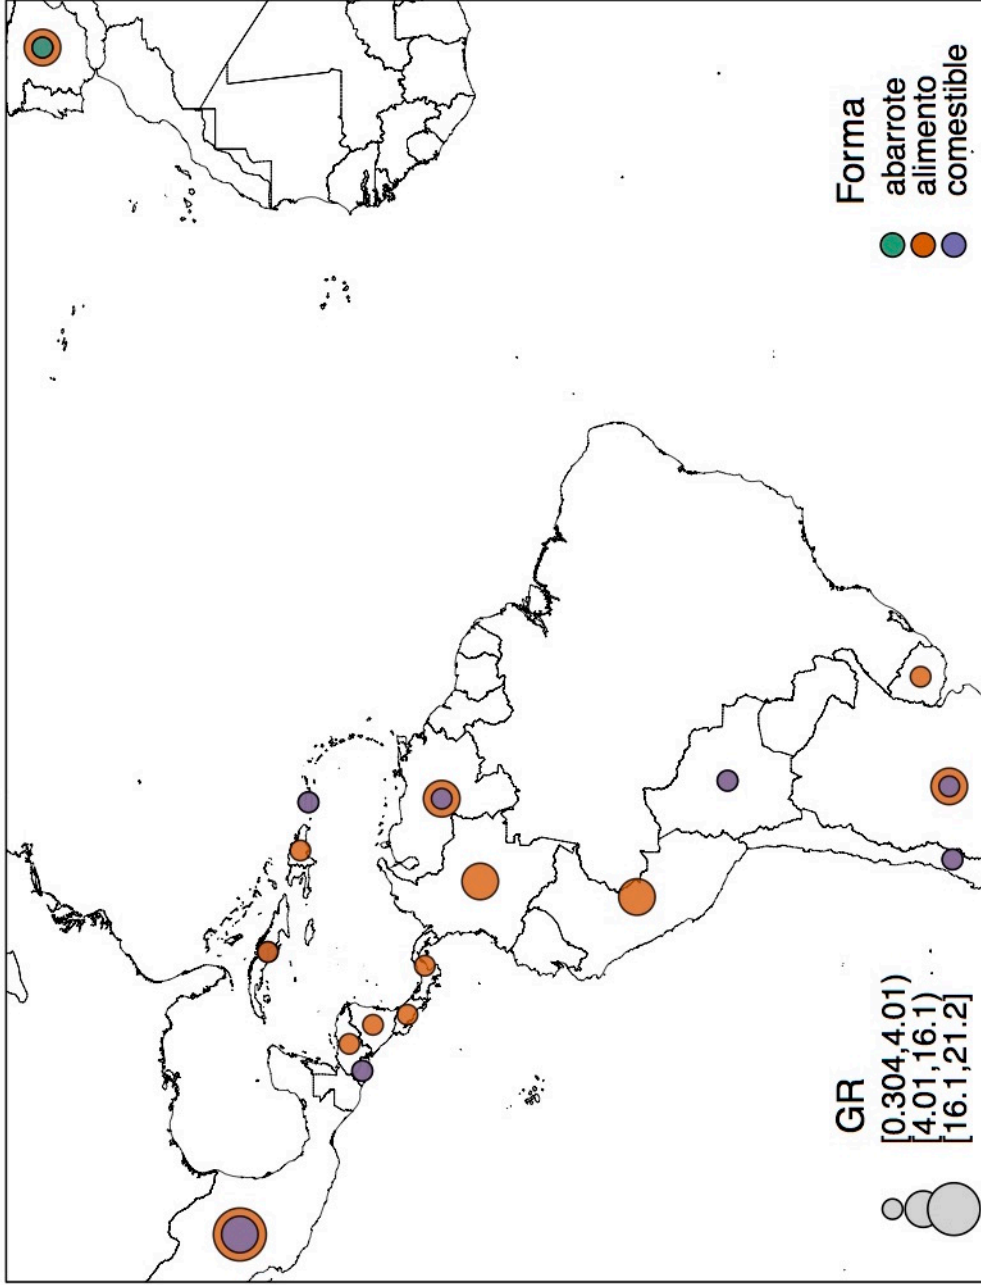 GR
[0.304,4.01)
[4.01,16.1)
[16.1,21.2]
Forma
abarrote
alimento
comestible